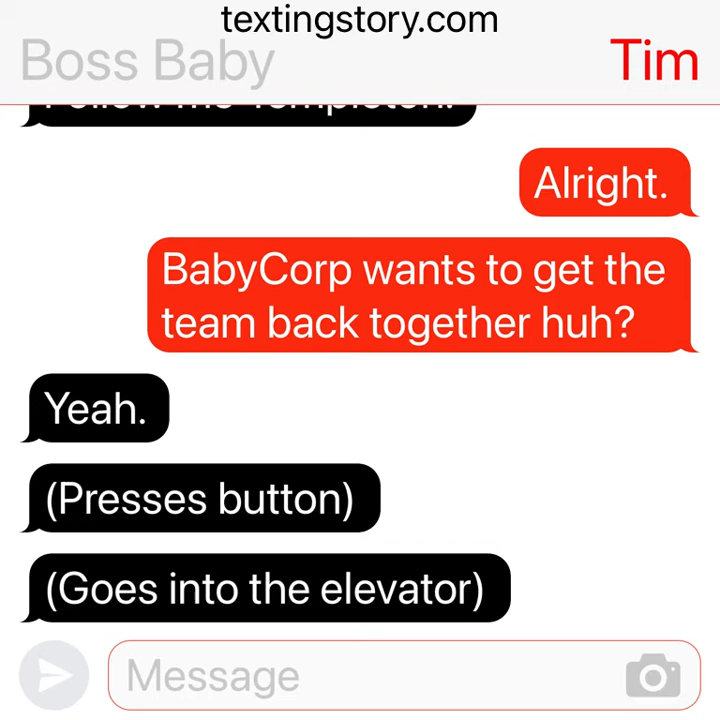 textingstory.com
Boss Baby
Tim
Alright.
BabyCorp wants to get the
team back together huh?
Yeah.
(Presses button)
(Goes into the elevator)
Message